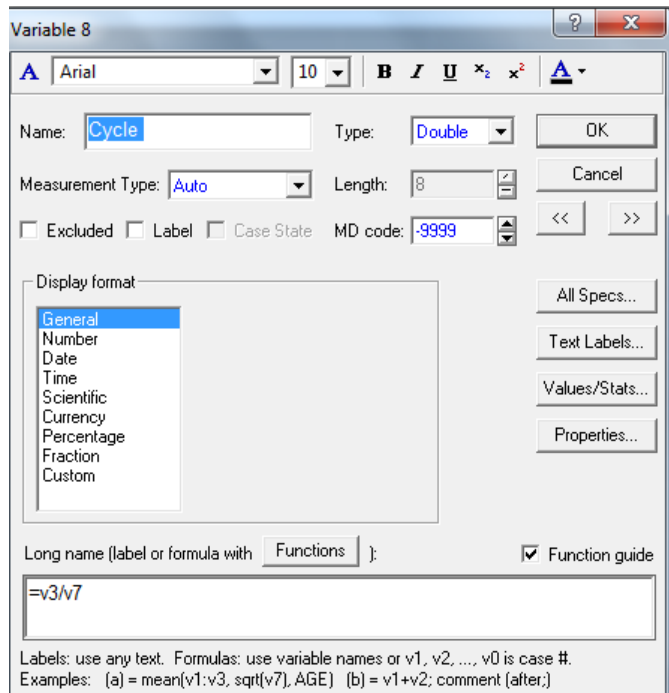 Variable 8
? X
A Arial 10 B I U x₂ x² A
Name: Cycle Type: Double OK
Measurement Type: Auto Length: 8 Cancel
Excluded Label Case State MD code: -9999 << >>
Display format
General
Number
Date
Time
Scientific
Currency
Percentage
Fraction
Custom
All Specs...
Text Labels...
Values/Stats...
Properties...
Long name (label or formula with Functions ): Function guide
=v3/v7
Labels: use any text. Formulas: use variable names or v1, v2, ..., v0 is case #.
Examples: (a) = mean(v1:v3, sqrt(v7), AGE) (b) = v1+v2; comment (after;)